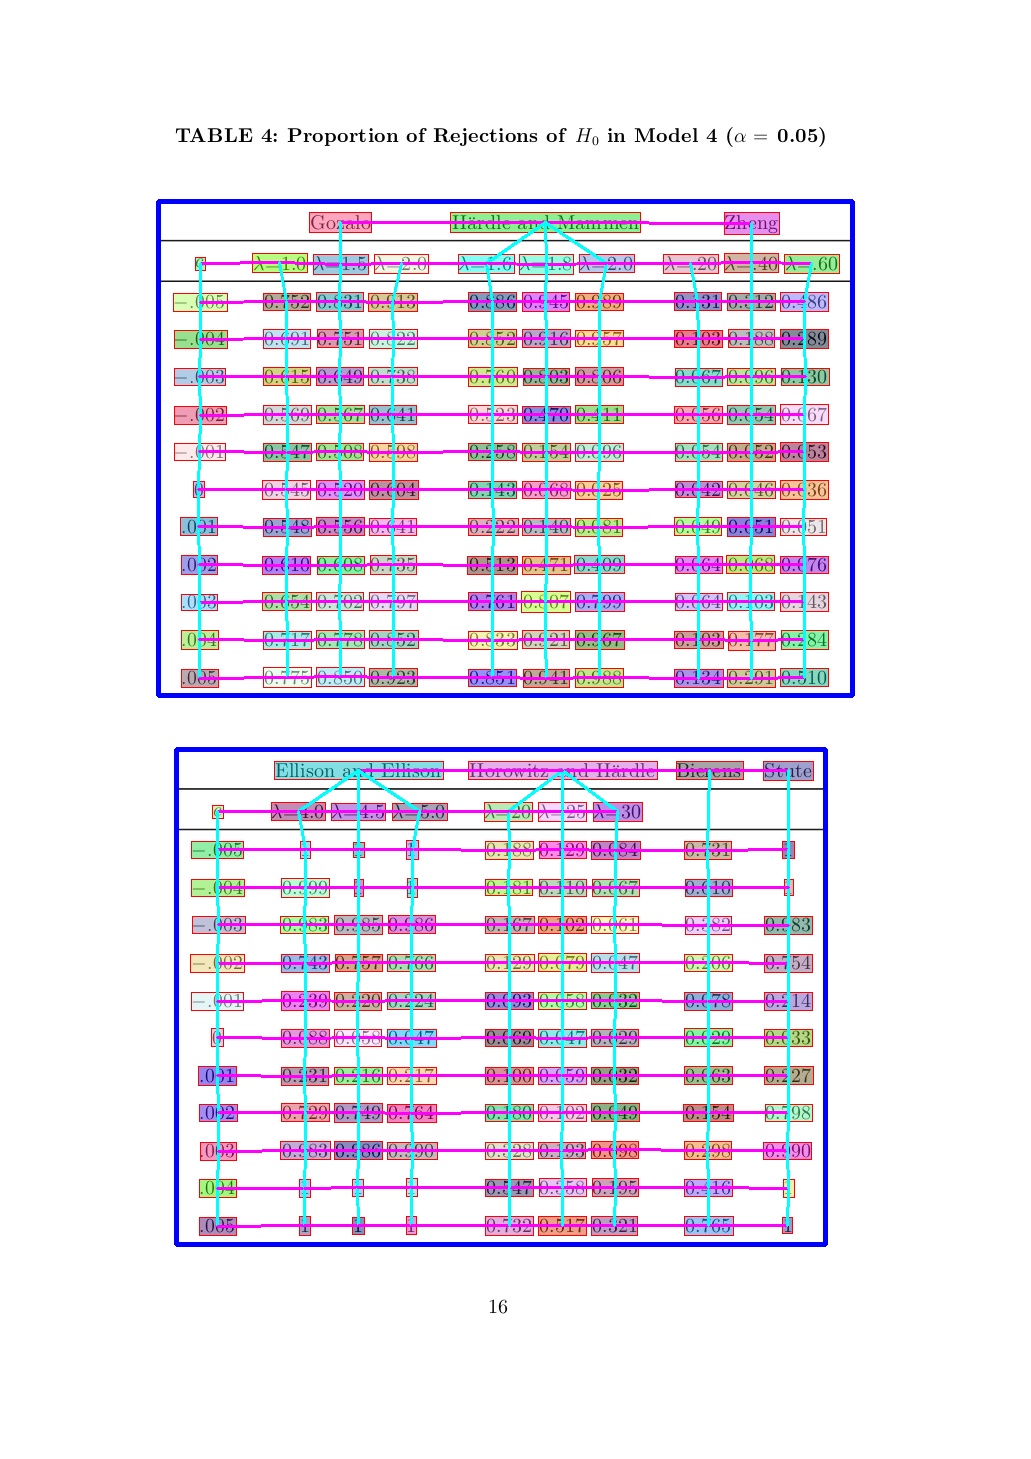 TABLE 4: Proportion of Rejections of H₀ in Model 4 (α = 0.05)
Gozalo Härdle and Mammen Zheng
c λ=1.0 λ=1.5 λ=2.0 λ=1.6 λ=1.8 λ=2.0 λ=.20 λ=.40 λ=.60
−.005 0.752 0.831 0.913 0.886 0.945 0.989 0.131 0.312 0.486
−.004 0.691 0.751 0.822 0.852 0.916 0.957 0.103 0.188 0.289
−.003 0.615 0.649 0.738 0.760 0.803 0.806 0.067 0.096 0.130
−.002 0.569 0.567 0.641 0.523 0.470 0.411 0.056 0.054 0.067
−.001 0.547 0.508 0.598 0.258 0.154 0.096 0.054 0.052 0.053
0 0.545 0.520 0.604 0.143 0.068 0.025 0.042 0.046 0.036
.001 0.548 0.556 0.641 0.222 0.140 0.081 0.049 0.051 0.051
.002 0.610 0.608 0.735 0.513 0.471 0.409 0.064 0.068 0.076
.003 0.654 0.702 0.797 0.761 0.807 0.799 0.064 0.103 0.143
.004 0.717 0.778 0.852 0.833 0.921 0.967 0.103 0.177 0.284
.005 0.775 0.850 0.923 0.851 0.941 0.988 0.134 0.291 0.510
Ellison and Ellison Horowitz and Härdle Bierens Stute
c λ=4.0 λ=4.5 λ=5.0 λ=20 λ=25 λ=30
−.005 1 1 1 0.188 0.129 0.084 0.731 1
−.004 0.999 1 1 0.181 0.110 0.067 0.610 1
−.003 0.983 0.985 0.986 0.167 0.102 0.061 0.382 0.983
−.002 0.743 0.757 0.766 0.129 0.079 0.047 0.206 0.754
−.001 0.239 0.220 0.224 0.093 0.058 0.032 0.078 0.214
0 0.088 0.058 0.047 0.069 0.047 0.029 0.029 0.033
.001 0.231 0.216 0.217 0.100 0.059 0.032 0.063 0.227
.002 0.729 0.749 0.764 0.180 0.102 0.049 0.154 0.798
.003 0.983 0.986 0.990 0.328 0.193 0.098 0.298 0.990
.004 1 1 1 0.547 0.358 0.195 0.416 1
.005 1 1 1 0.732 0.517 0.321 0.765 1
16